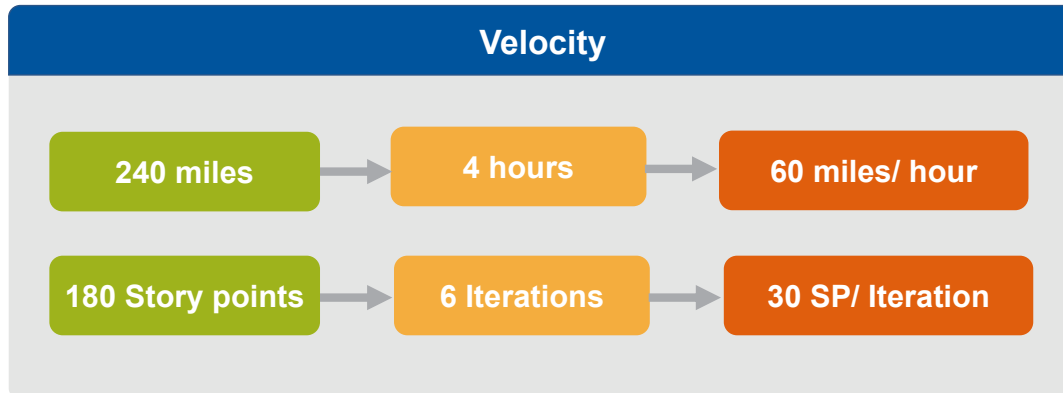 Velocity
240 miles
4 hours
60 miles/ hour
180 Story points
6 Iterations
30 SP/ Iteration